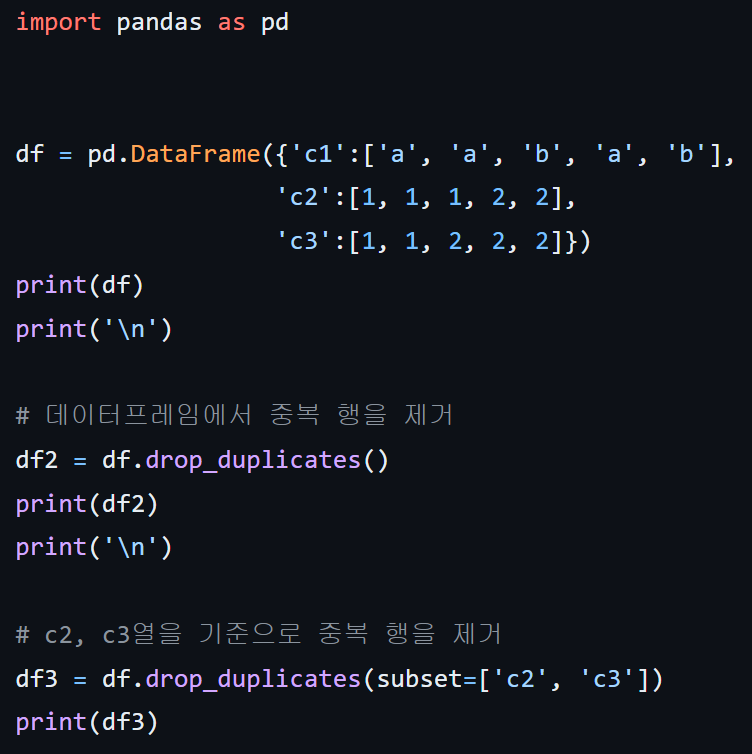 import pandas as pd
df = pd.DataFrame({'c1':['a', 'a', 'b', 'a', 'b'],
                  'c2':[1, 1, 1, 2, 2],
                  'c3':[1, 1, 2, 2, 2]})
print(df)
print('\n')
# 데이터프레임에서 중복 행을 제거
df2 = df.drop_duplicates()
print(df2)
print('\n')
# c2, c3열을 기준으로 중복 행을 제거
df3 = df.drop_duplicates(subset=['c2', 'c3'])
print(df3)